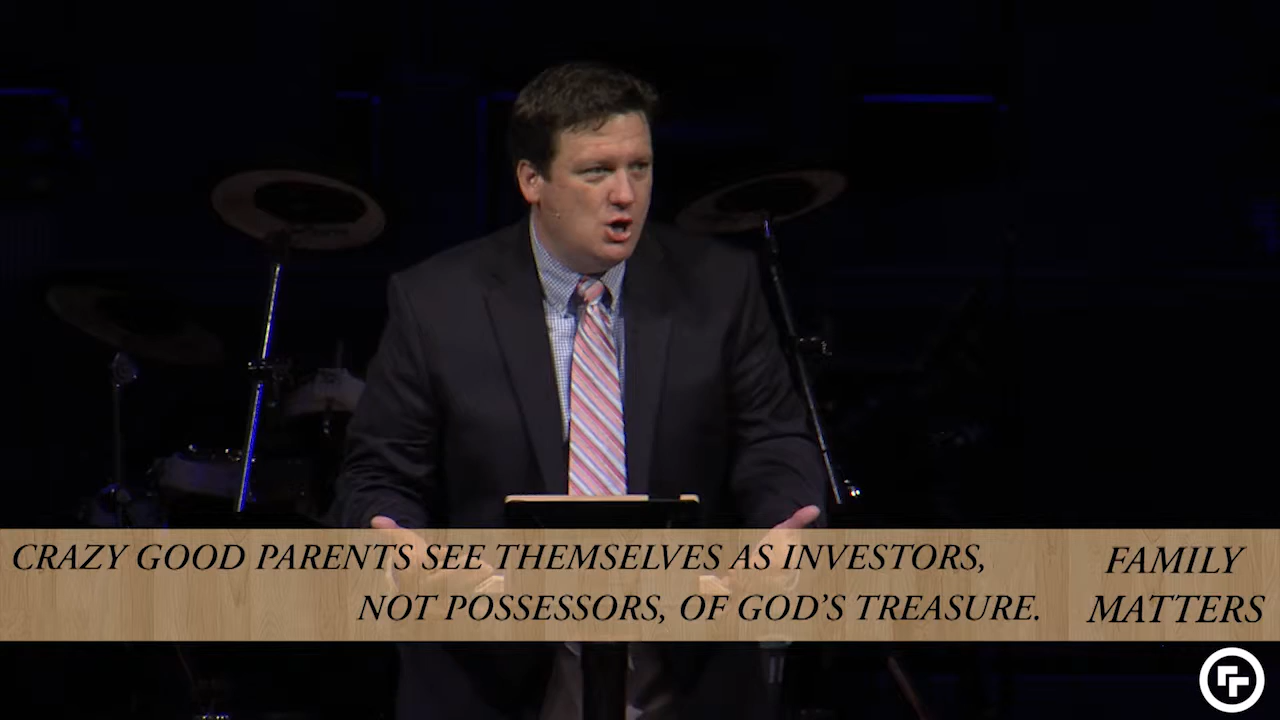 CRAZY GOOD PARENTS SEE THEMSELVES AS INVESTORS,
NOT POSSESSORS, OF GOD'S TREASURE.
FAMILY
MATTERS